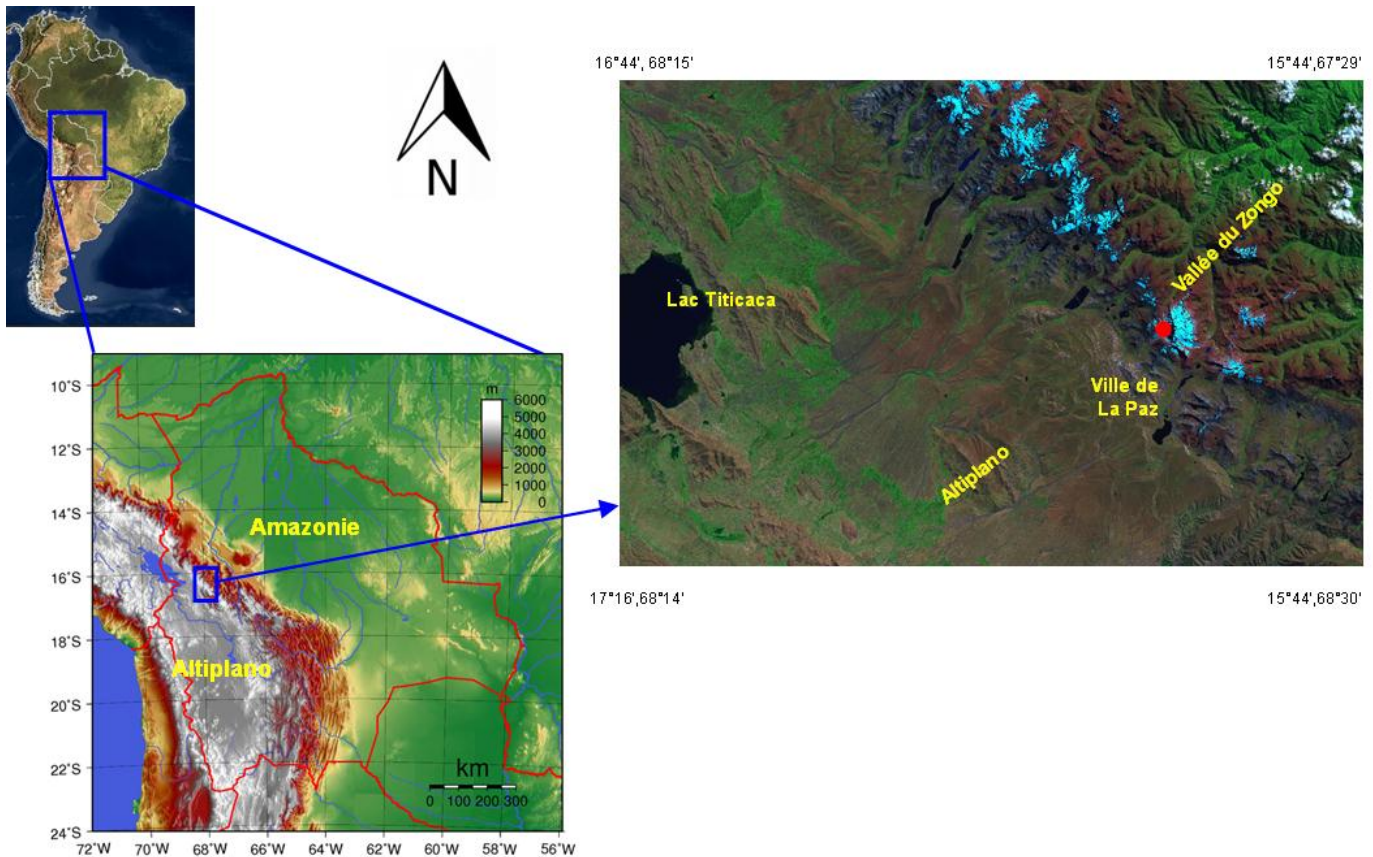 16°44', 68°15'
15°44',67°29'
N
Vallée du Zongo
Lac Titicaca
Ville de
La Paz
Altiplano
17°16',68°14'
15°44',68°30'
m
6000
5000
4000
3000
2000
1000
0
10°S
12°S
14°S
16°S
18°S
20°S
22°S
24°S
Amazonie
Altiplano
km
0 100 200 300
72°W 70°W 68°W 66°W 64°W 62°W 60°W 58°W 56°W